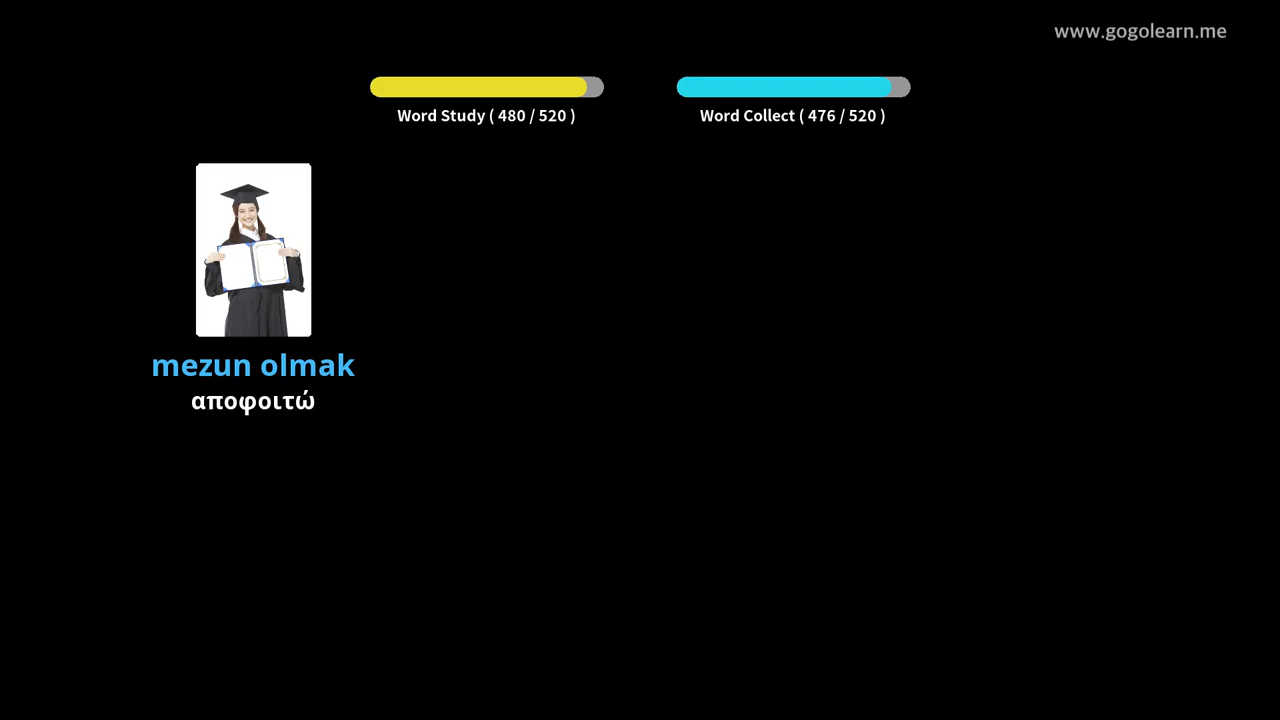 www.gogolearn.me
Word Study ( 480 / 520 )
Word Collect ( 476 / 520 )
mezun olmak
αποφοιτώ